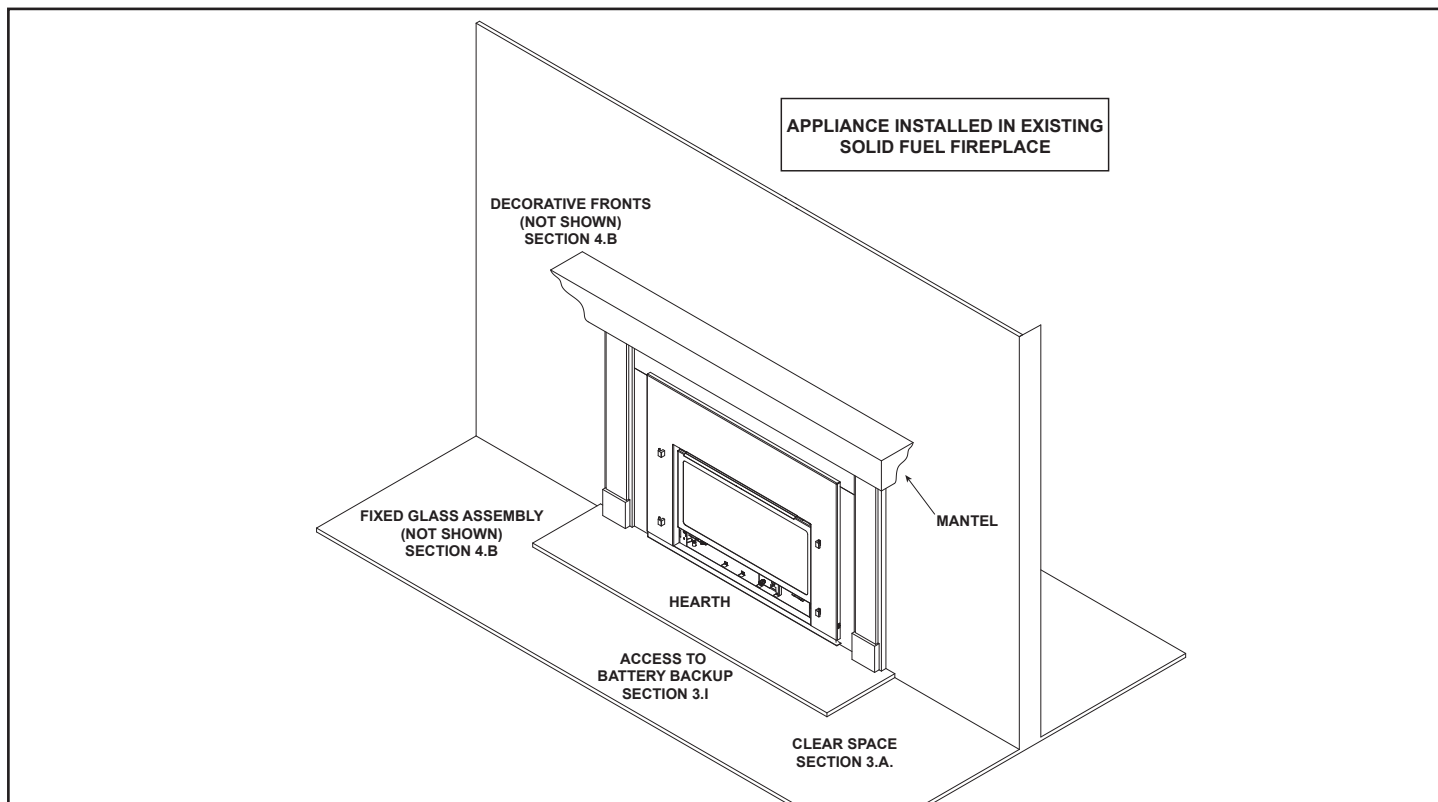 APPLIANCE INSTALLED IN EXISTING
SOLID FUEL FIREPLACE
DECORATIVE FRONTS
(NOT SHOWN)
SECTION 4.B
FIXED GLASS ASSEMBLY
(NOT SHOWN)
SECTION 4.B
MANTEL
HEARTH
ACCESS TO
BATTERY BACKUP
SECTION 3.I
CLEAR SPACE
SECTION 3.A.